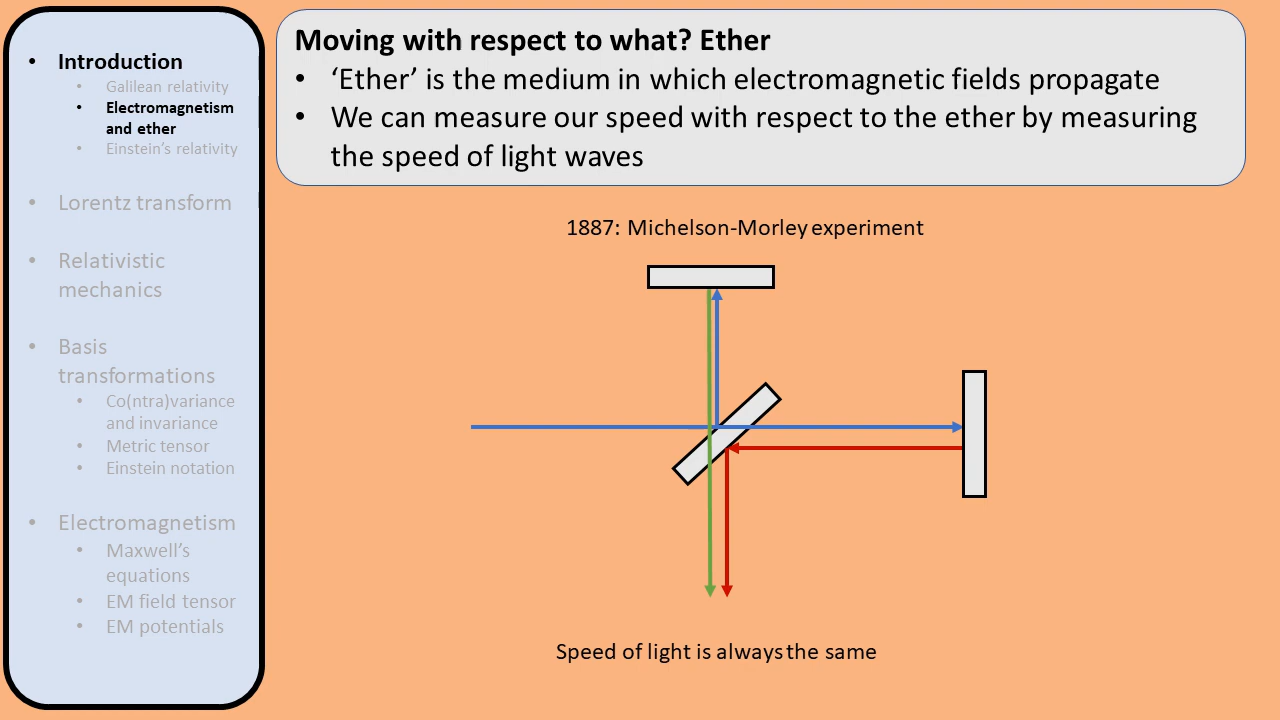 • Introduction
• Galilean relativity
• Electromagnetism
and ether
• Einstein's relativity
• Lorentz transform
• Relativistic
mechanics
• Basis
transformations
• Co(ntra)variance
and invariance
• Metric tensor
• Einstein notation
• Electromagnetism
• Maxwell's
equations
• EM field tensor
• EM potentials
Moving with respect to what? Ether
• ‘Ether’ is the medium in which electromagnetic fields propagate
• We can measure our speed with respect to the ether by measuring
the speed of light waves
1887: Michelson-Morley experiment
Speed of light is always the same